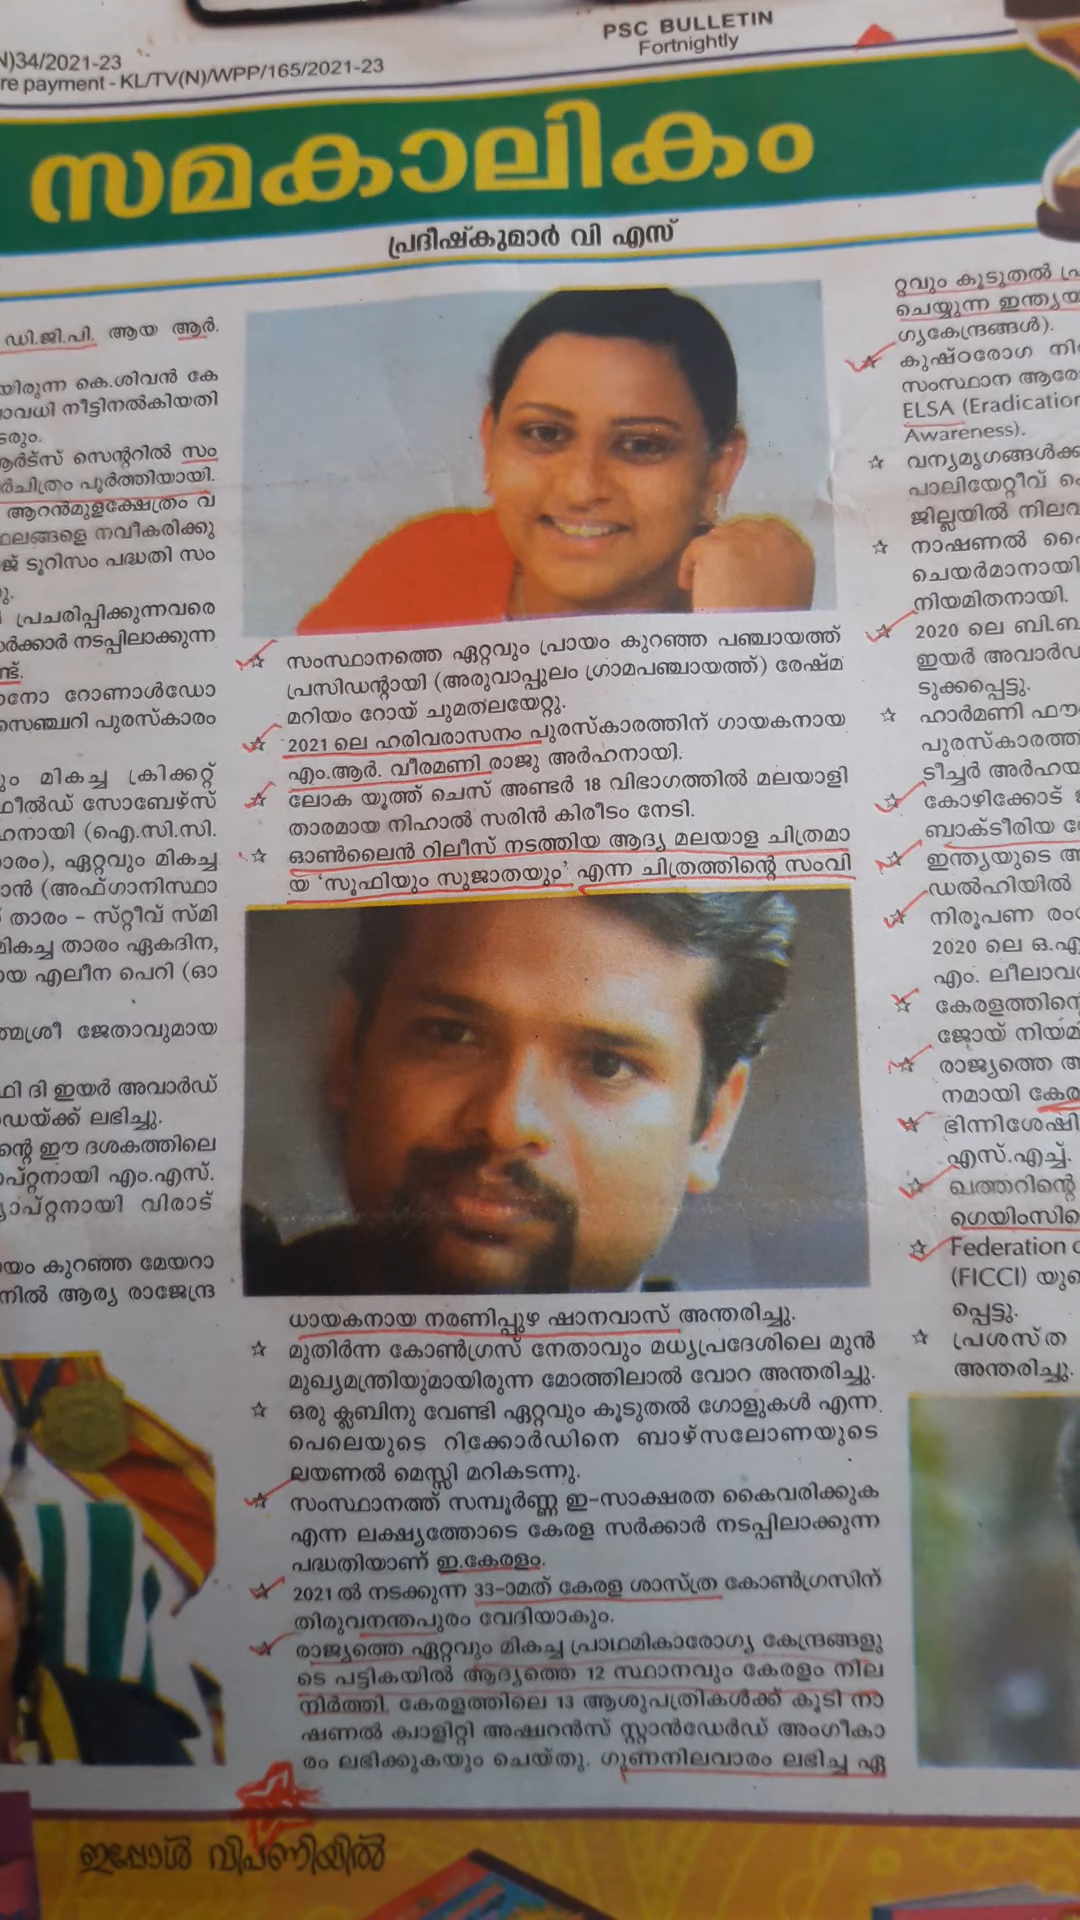 N)34/2021-23
re payment - KL/TV(N)/WPP/165/2021-23
PSC BULLETIN
Fortnightly
സമകാലികം
പ്രദീഷ്കുമാർ വി എസ്
ഡി.ജി.പി. ആയ ആർ.
യിരുന്ന കെ.ശിവൻ കേ
ാവധി നീട്ടിനൽകിയതി
ടരും.
ആർട്സ് സെന്ററിൽ സം
ർചിത്രം പൂർത്തിയായി.
ആറൻമുളക്ഷേത്രം വ
ഥലങ്ങളെ നവീകരിക്കു
ജ് ടൂറിസം പദ്ധതി സം
പ്രചരിപ്പിക്കുന്നവരെ
ർക്കാർ നടപ്പിലാക്കുന്ന
ണ്ട്.
ാനോ റോണാൾഡോ
സെഞ്ചറി പുരസ്കാരം
ും മികച്ച ക്രിക്കറ്റ്
ഫീൽഡ് സോബേഴ്സ്
ഹനായി (ഐ.സി.സി.
ാരം), ഏറ്റവും മികച്ച
ാൻ (അഫ്ഗാനിസ്ഥാ
താരം - സ്റ്റീവ് സ്മി
മികച്ച താരം ഏകദിന,
ായ എലീന പെറി (ഓ
ത്മശ്രീ ജേതാവുമായ
ഫി ദി ഇയർ അവാർഡ്
ഡയ്ക്ക് ലഭിച്ചു.
ന്റെ ഈ ദശകത്തിലെ
പ്റ്റനായി എം.എസ്.
്യാപ്റ്റനായി വിരാട്
യം കുറഞ്ഞ മേയറാ
നിൽ ആര്യ രാജേന്ദ്ര
☆ സംസ്ഥാനത്തെ ഏറ്റവും പ്രായം കുറഞ്ഞ പഞ്ചായത്ത്
പ്രസിഡന്റായി (അരുവാപ്പുലം ഗ്രാമപഞ്ചായത്ത്) രേഷ്മ
മറിയം റോയ് ചുമതലയേറ്റു.
☆ 2021 ലെ ഹരിവരാസനം പുരസ്കാരത്തിന് ഗായകനായ
എം.ആർ. വീരമണി രാജു അർഹനായി.
☆ ലോക യൂത്ത് ചെസ് അണ്ടർ 18 വിഭാഗത്തിൽ മലയാളി
താരമായ നിഹാൽ സരിൻ കിരീടം നേടി.
☆ ഓൺലൈൻ റിലീസ് നടത്തിയ ആദ്യ മലയാള ചിത്രമാ
യ 'സൂഫിയും സുജാതയും' എന്ന ചിത്രത്തിന്റെ സംവി
ധായകനായ നരണിപ്പുഴ ഷാനവാസ് അന്തരിച്ചു.
☆ മുതിർന്ന കോൺഗ്രസ് നേതാവും മധ്യപ്രദേശിലെ മുൻ
മുഖ്യമന്ത്രിയുമായിരുന്ന മോത്തിലാൽ വോറ അന്തരിച്ചു.
☆ ഒരു ക്ലബിനു വേണ്ടി ഏറ്റവും കൂടുതൽ ഗോളുകൾ എന്ന
പെലെയുടെ റിക്കോർഡിനെ ബാഴ്സലോണയുടെ
ലയണൽ മെസ്സി മറികടന്നു.
☆ സംസ്ഥാനത്ത് സമ്പൂർണ്ണ ഇ-സാക്ഷരത കൈവരിക്കുക
എന്ന ലക്ഷ്യത്തോടെ കേരള സർക്കാർ നടപ്പിലാക്കുന്ന
പദ്ധതിയാണ് ഇ.കേരളം.
☆ 2021 ൽ നടക്കുന്ന 33-ാമത് കേരള ശാസ്ത്ര കോൺഗ്രസിന്
തിരുവനന്തപുരം വേദിയാകും.
☆ രാജ്യത്തെ ഏറ്റവും മികച്ച പ്രാഥമികാരോഗ്യ കേന്ദ്രങ്ങളു
ടെ പട്ടികയിൽ ആദ്യത്തെ 12 സ്ഥാനവും കേരളം നില
നിർത്തി. കേരളത്തിലെ 13 ആശുപത്രികൾക്ക് കൂടി നാ
ഷണൽ ക്വാളിറ്റി അഷ്വറൻസ് സ്റ്റാൻഡേർഡ് അംഗീകാ
രം ലഭിക്കുകയും ചെയ്തു. ഗുണനിലവാരം ലഭിച്ച ഏ
റ്റവും കൂടുതൽ പ്ര
ചെയ്യുന്ന ഇന്ത്യയ
ഗ്യകേന്ദ്രങ്ങൾ).
☆ കുഷ്ഠരോഗ നി
സംസ്ഥാന ആരോ
ELSA (Eradication
Awareness).
☆ വന്യമൃഗങ്ങൾക്ക
പാലിയേറ്റീവ് കെ
ജില്ലയിൽ നിലവ
☆ നാഷണൽ
ചെയർമാനായി
നിയമിതനായി.
☆ 2020 ലെ ബി.ബ
ഇയർ അവാർഡ
ടുക്കപ്പെട്ടു.
☆ ഹാർമണി ഫൗ
പുരസ്കാരത്ത
ടീച്ചർ അർഹയ
☆ കോഴിക്കോട്
ബാക്ടീരിയ
☆ ഇന്ത്യയുടെ ആ
ഡൽഹിയിൽ
☆ നിരൂപണ രംഗ
2020 ലെ ഒ.എ
എം. ലീലാവ
☆ കേരളത്തിന്റെ
ജോയ് നിയമി
☆ രാജ്യത്തെ ആ
നമായി കേര
☆ ഭിന്നശേഷി
എസ്.എച്ച്.
☆ ഖത്തറിന്റെ
ഗെയിംസിലെ
☆ Federation o
(FICCI) യുടെ
പ്പെട്ടു.
☆ പ്രശസ്ത
അന്തരിച്ചു.
ഇപ്പോൾ വിപണിയിൽ